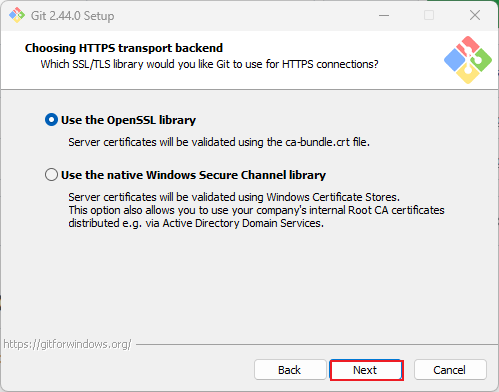 Git 2.44.0 Setup
Choosing HTTPS transport backend
Which SSL/TLS library would you like Git to use for HTTPS connections?
Use the OpenSSL library
Server certificates will be validated using the ca-bundle.crt file.
Use the native Windows Secure Channel library
Server certificates will be validated using Windows Certificate Stores.
This option also allows you to use your company's internal Root CA certificates
distributed e.g. via Active Directory Domain Services.
https://gitforwindows.org/
Back Next Cancel